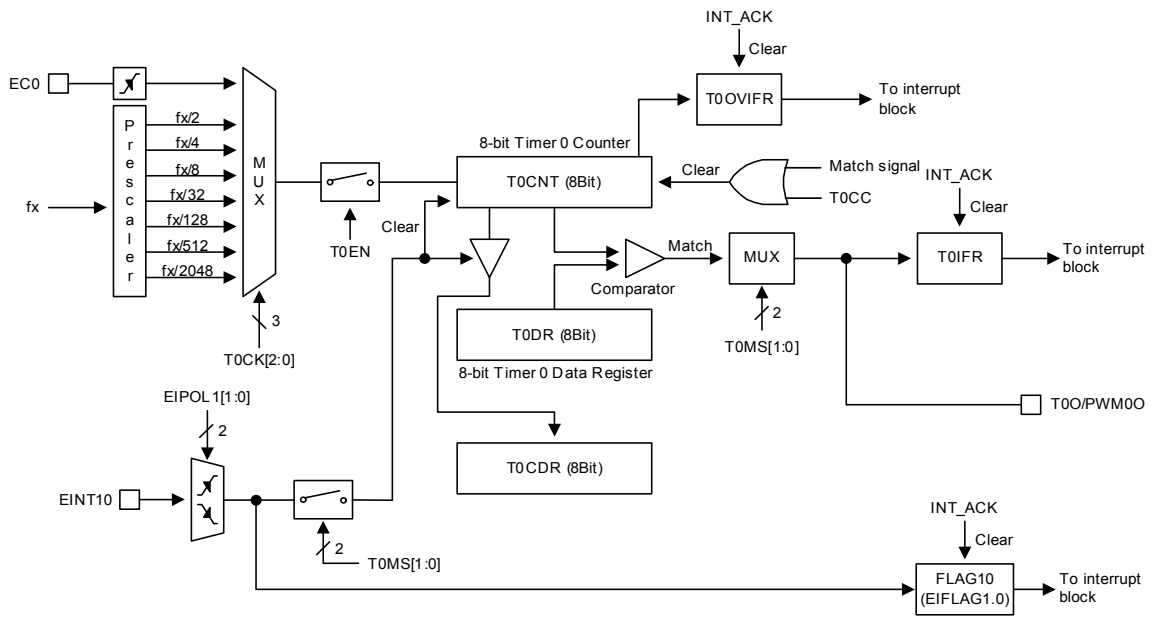 INT_ACK
Clear
EC0
T0OVIFR
To interrupt
block
Prescaler
fx/2
fx/4
fx/8
fx/32
fx/128
fx/512
fx/2048
fx
MUX
8-bit Timer 0 Counter
T0CNT (8Bit)
Clear
Match signal
T0CC
INT_ACK
Clear
T0EN
Clear
Match
Comparator
MUX
T0IFR
To interrupt
block
3
T0CK[2:0]
T0DR (8Bit)
8-bit Timer 0 Data Register
2
T0MS[1:0]
EIPOL1[1:0]
2
T0O/PWM0O
T0CDR (8Bit)
EINT10
2
T0MS[1:0]
INT_ACK
Clear
FLAG10
(EIFLAG1.0)
To interrupt
block